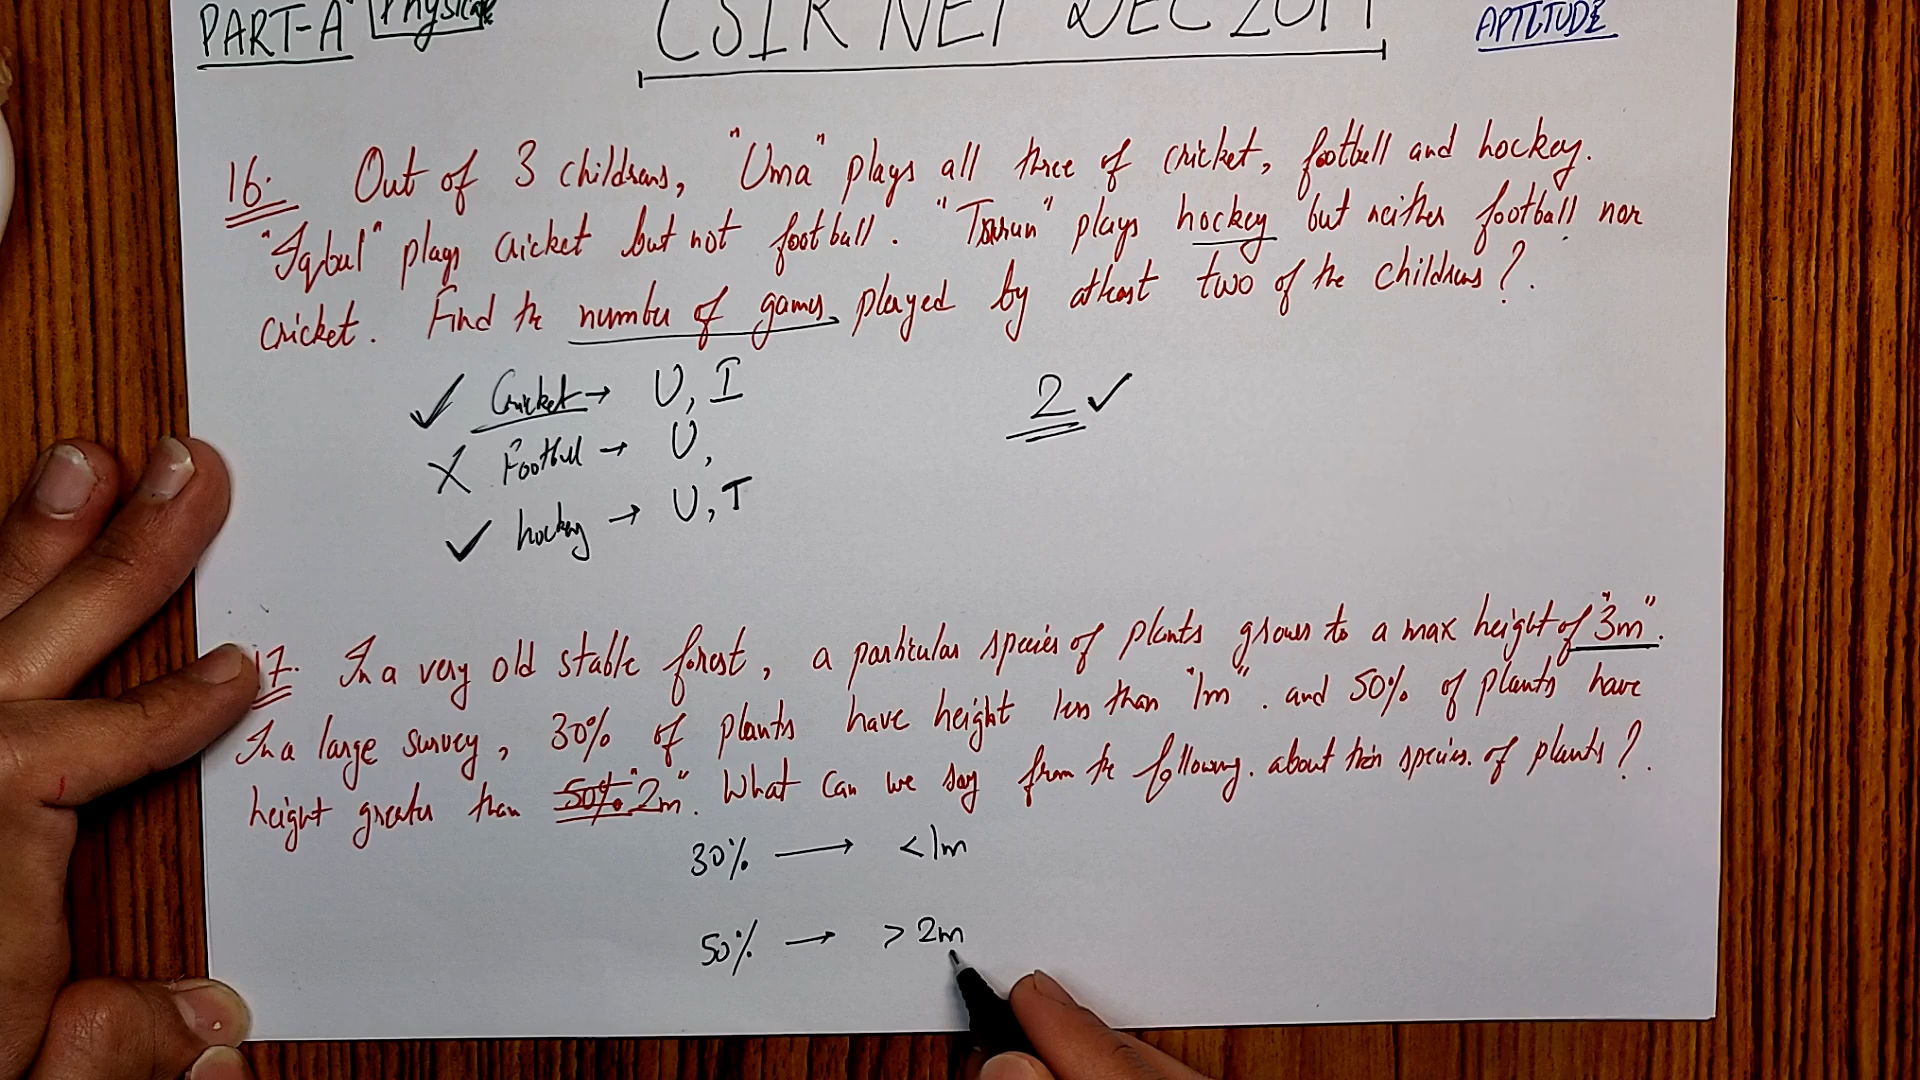 PART-A Physical
CSIR NET DEC 2019
APTITUDE
16. Out of 3 childrens, "Uma" plays all three of cricket, football and hockey.
"Iqbal" plays cricket but not football. "Tarun" plays hockey but neither football nor
cricket. Find the number of games played by atleast two of the childrens?.
✓ Cricket → U, I
2 ✓
X Football → U,
✓ hockey → U, T
17. In a very old stable forest, a particular species of plants grows to a max height of "3m".
In a large survey, 30% of plants have height less than "1m". and 50% of plants have
height greater than 50% "2m". What can we say from the following. about this species. of plants?.
30% → <1m
50% → >2m